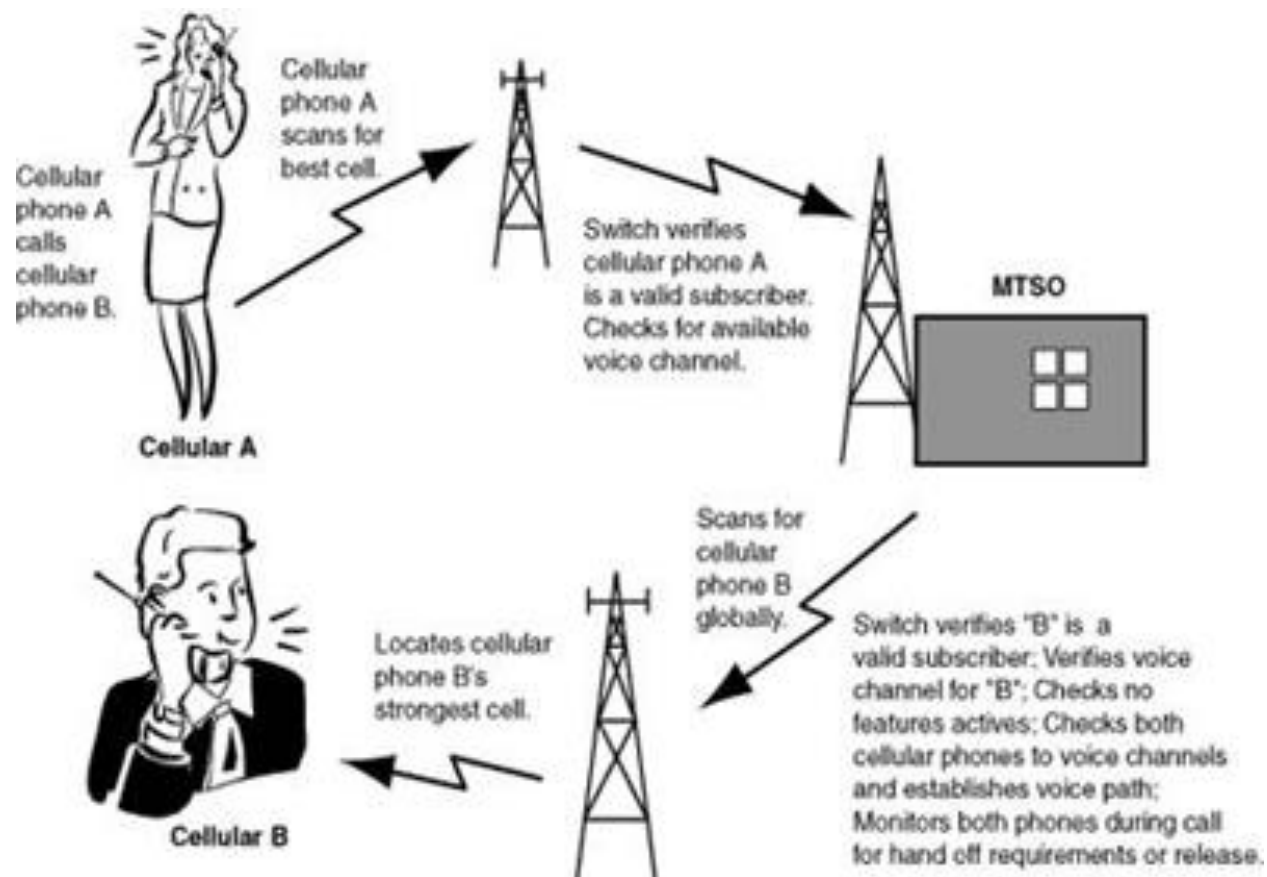 Cellular
phone A
scans for
best cell.
Cellular
phone A
calls
cellular
phone B.
Switch verifies
cellular phone A
is a valid subscriber.
Checks for available
voice channel.
MTSO
Cellular A
Scans for
cellular
phone B
globally.
Switch verifies "B" is a
valid subscriber; Verifies voice
channel for "B"; Checks no
features actives; Checks both
cellular phones to voice channels
and establishes voice path;
Monitors both phones during call
for hand off requirements or release.
Locates cellular
phone B's
strongest cell.
Cellular B